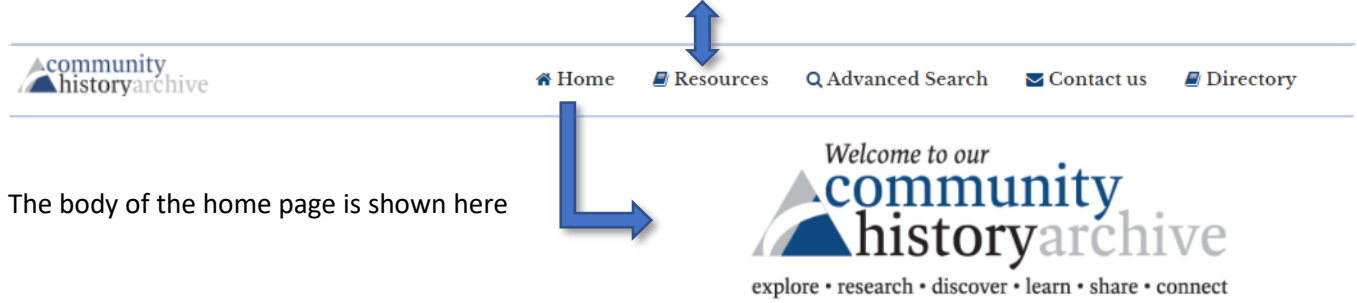 community
historyarchive
Home Resources Advanced Search Contact us Directory
Welcome to our
community
historyarchive
The body of the home page is shown here
explore • research • discover • learn • share • connect